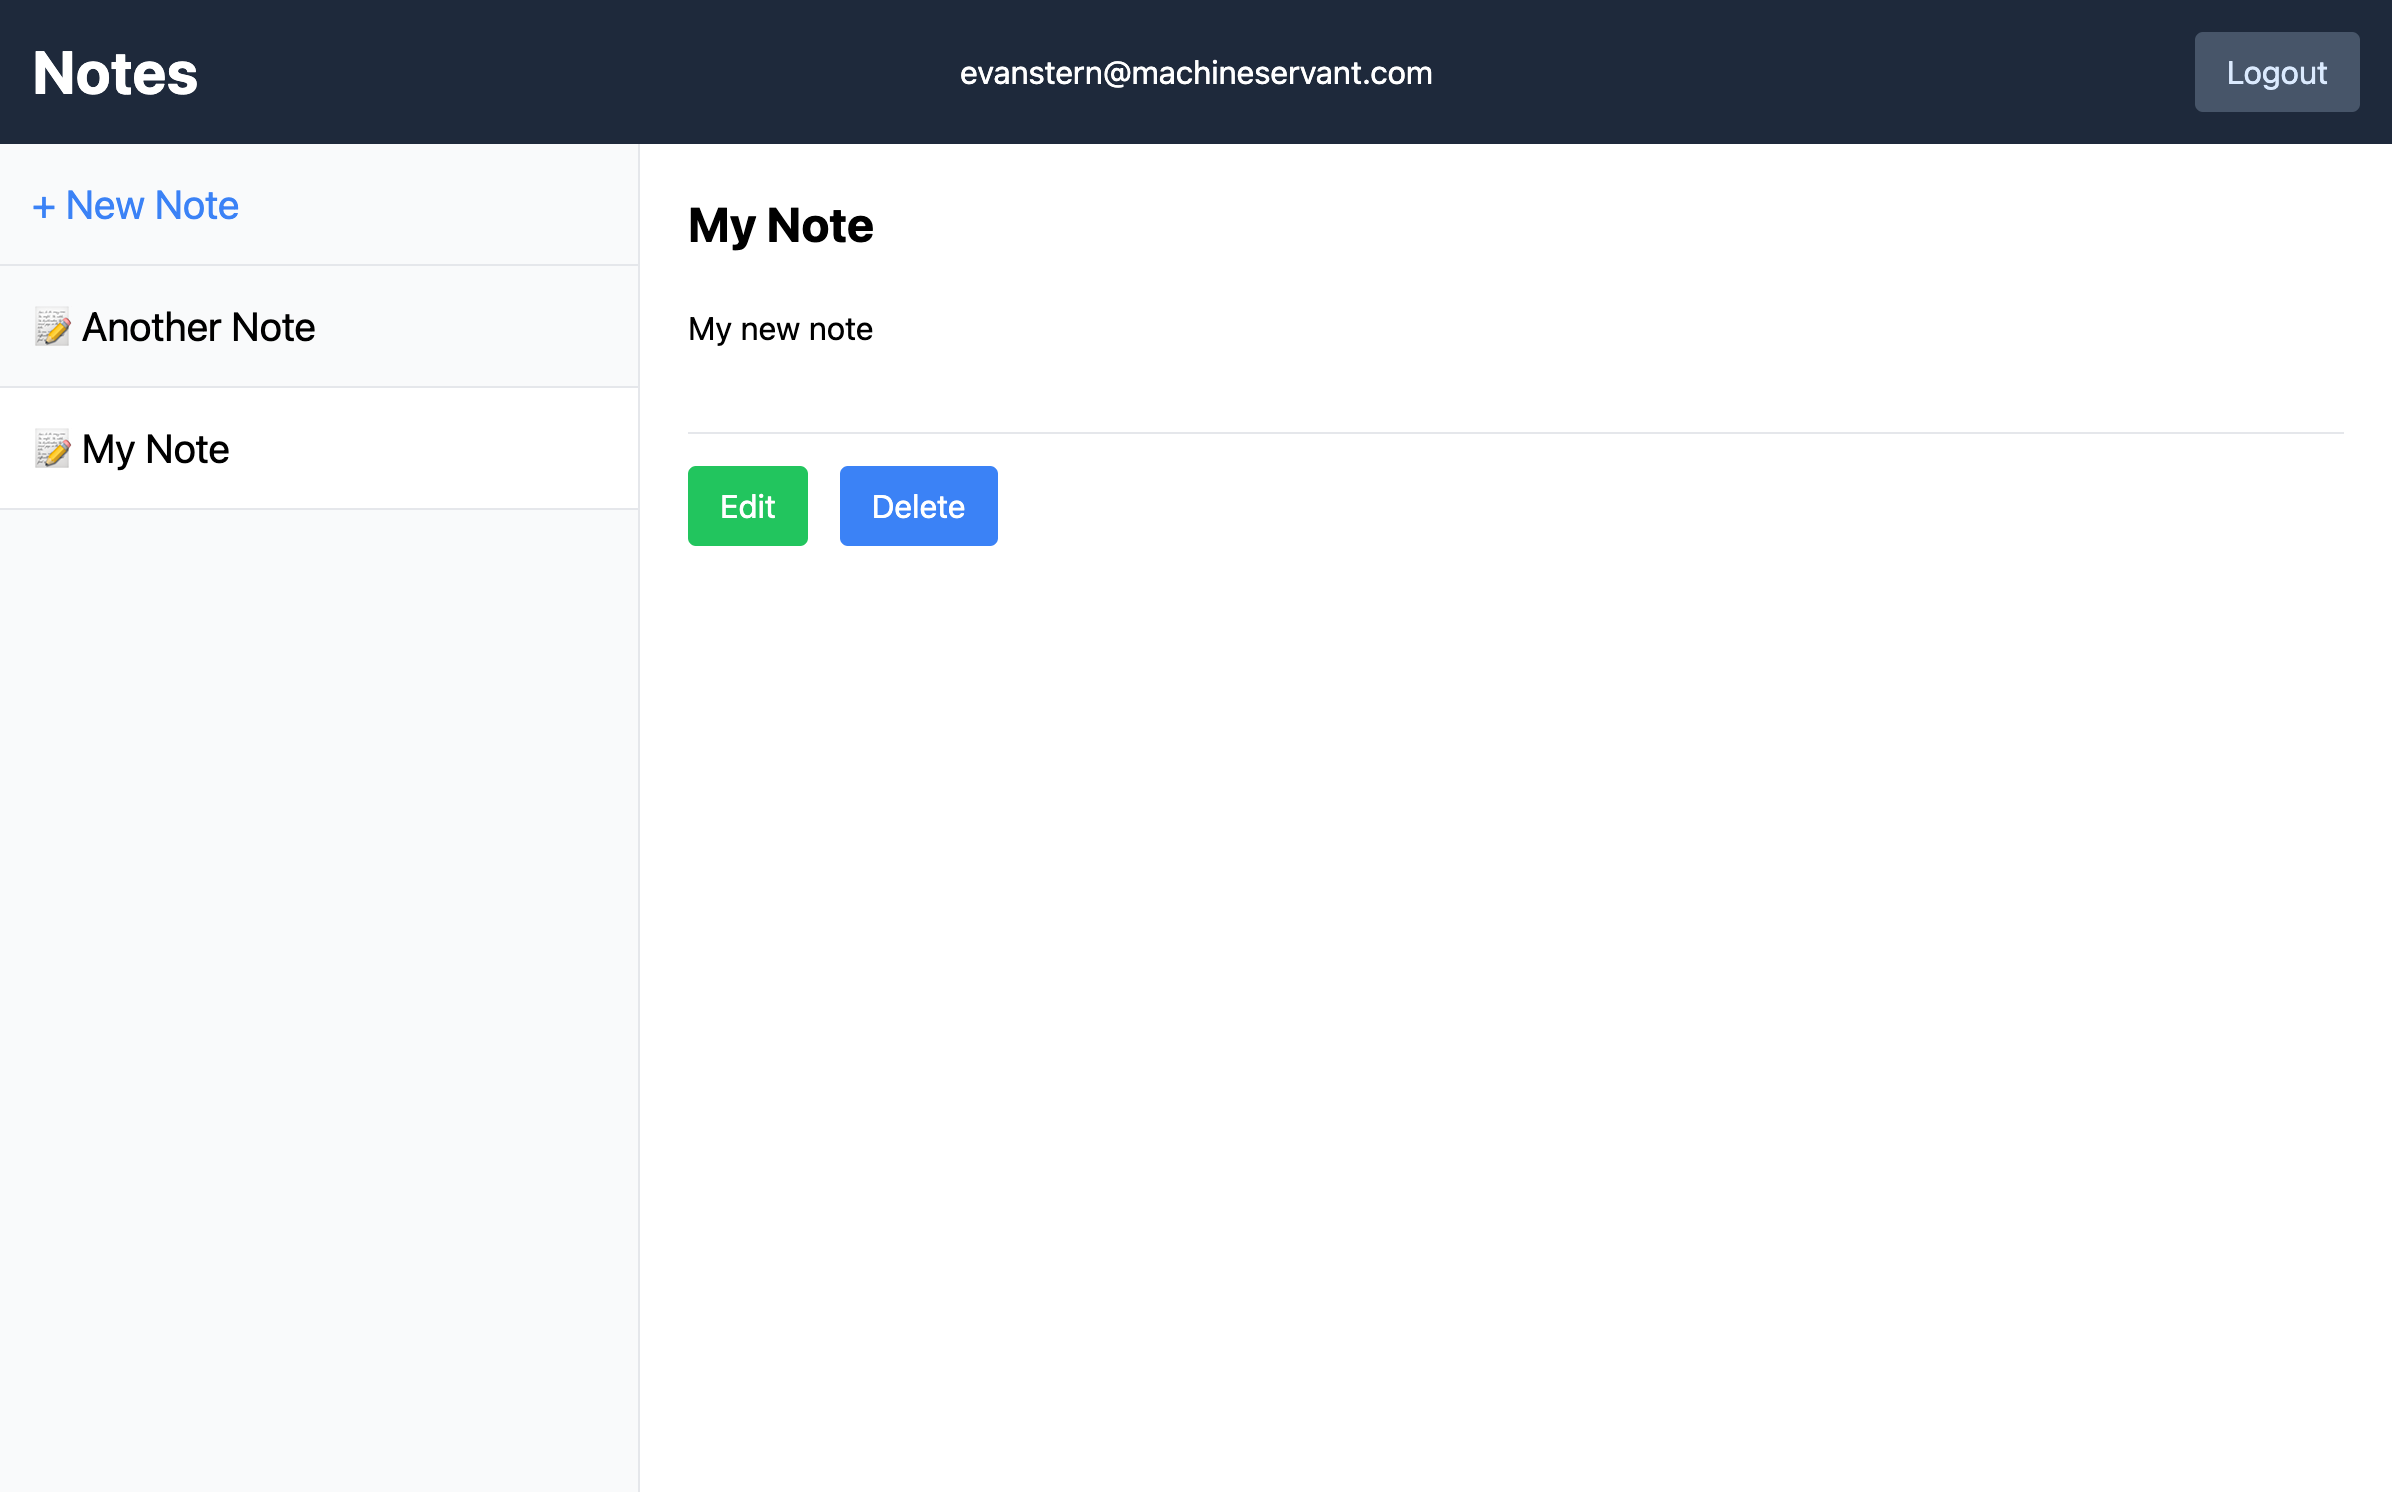 Notes
evanstern@machineservant.com
Logout
+ New Note
Another Note
My Note
My Note
My new note
Edit
Delete